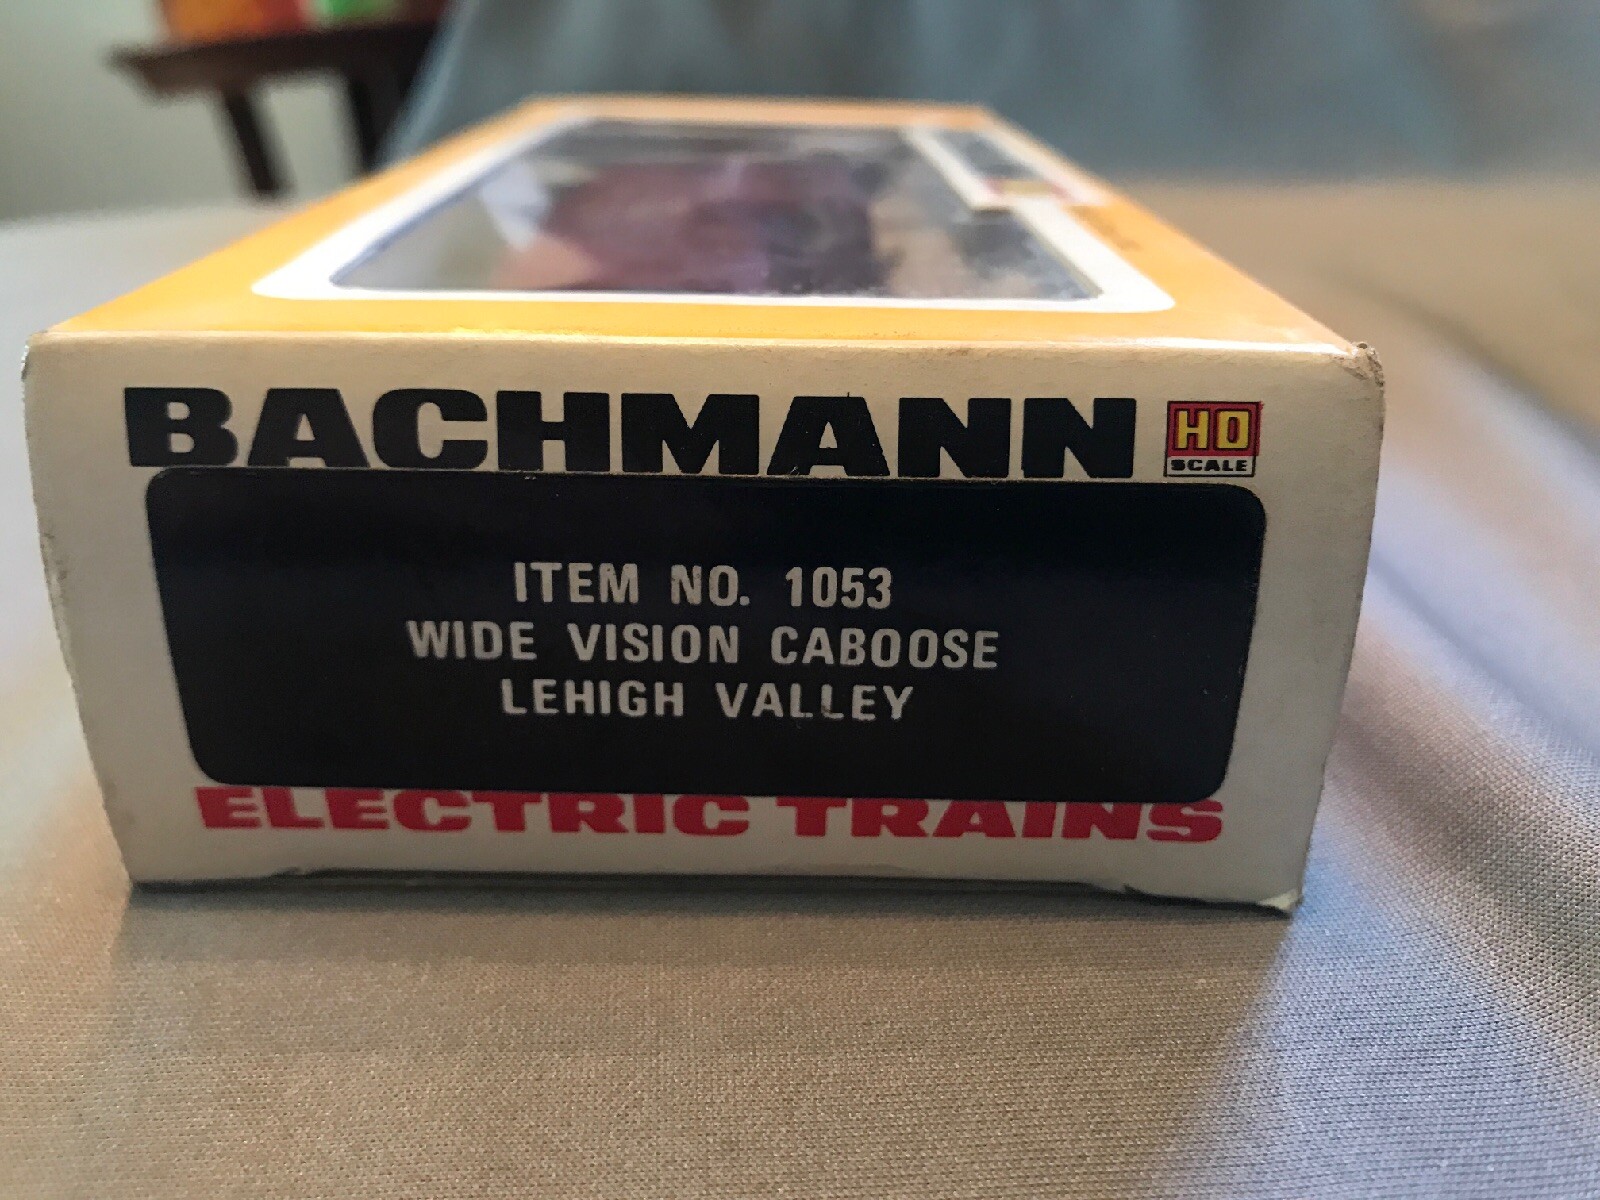 BACHMANN
HO
SCALE
ITEM NO. 1053
WIDE VISION CABOOSE
LEHIGH VALLEY
ELECTRIC TRAINS